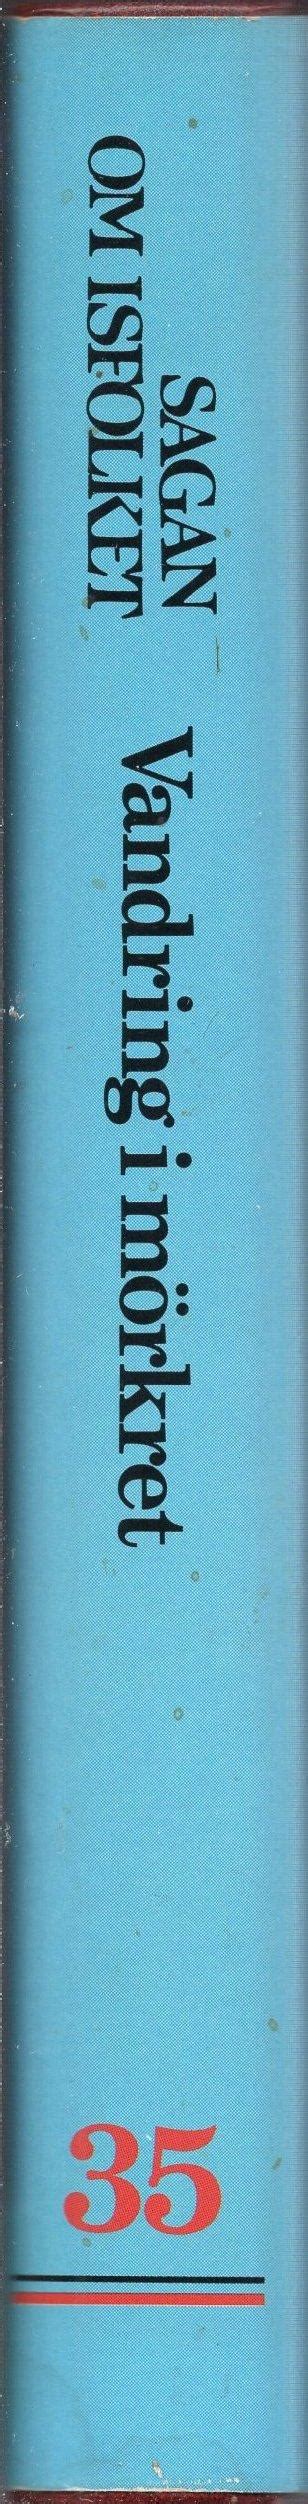 SAGAN
OM ISFOLKET
Vandring i mörkret
35